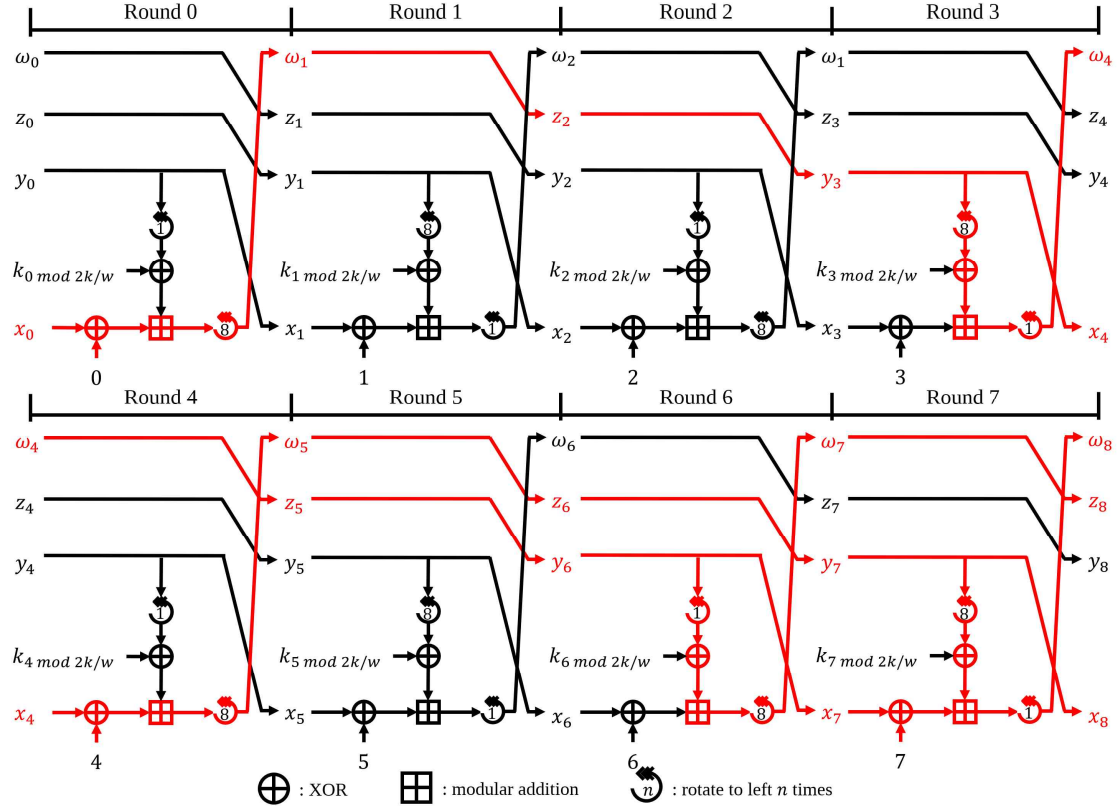 Round 0 Round 1 Round 2 Round 3
ω₀ ω₁ ω₂ ω₁ ω₄
z₀ z₁ z₂ z₃ z₄
y₀ y₁ y₂ y₃ y₄
1 8 1 8
k₀ mod 2k/w k₁ mod 2k/w k₂ mod 2k/w k₃ mod 2k/w
x₀ 8 x₁ 1 x₂ 8 x₃ 1 x₄
0 1 2 3
Round 4 Round 5 Round 6 Round 7
ω₄ ω₅ ω₆ ω₇ ω₈
z₄ z₅ z₆ z₇ z₈
y₄ y₅ y₆ y₇ y₈
1 8 1 8
k₄ mod 2k/w k₅ mod 2k/w k₆ mod 2k/w k₇ mod 2k/w
x₄ 8 x₅ 1 x₆ 8 x₇ 1 x₈
4 5 6 7
: XOR : modular addition n : rotate to left n times